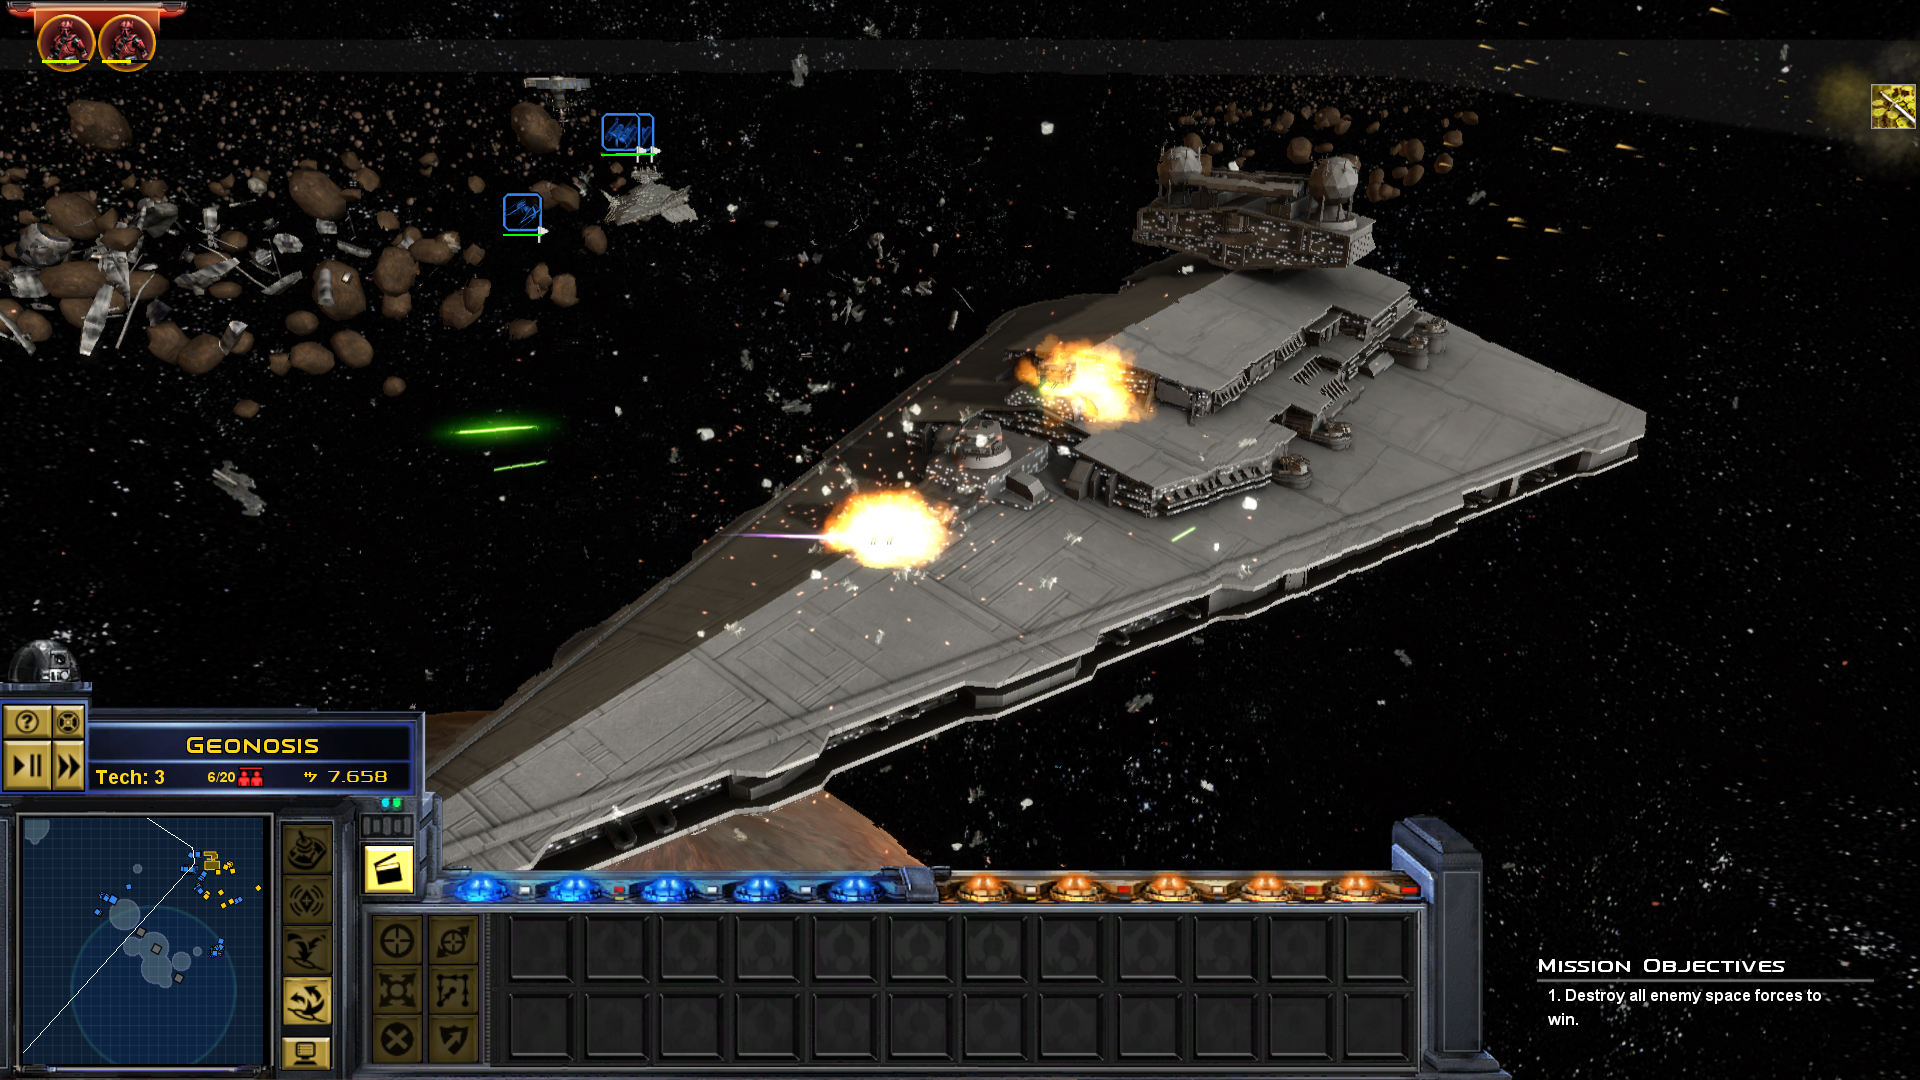 GEONOSIS
Tech: 3
6/20
7.658
MISSION OBJECTIVES
1. Destroy all enemy space forces to
win.